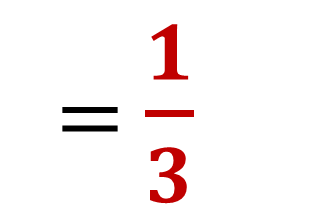 = 1/3